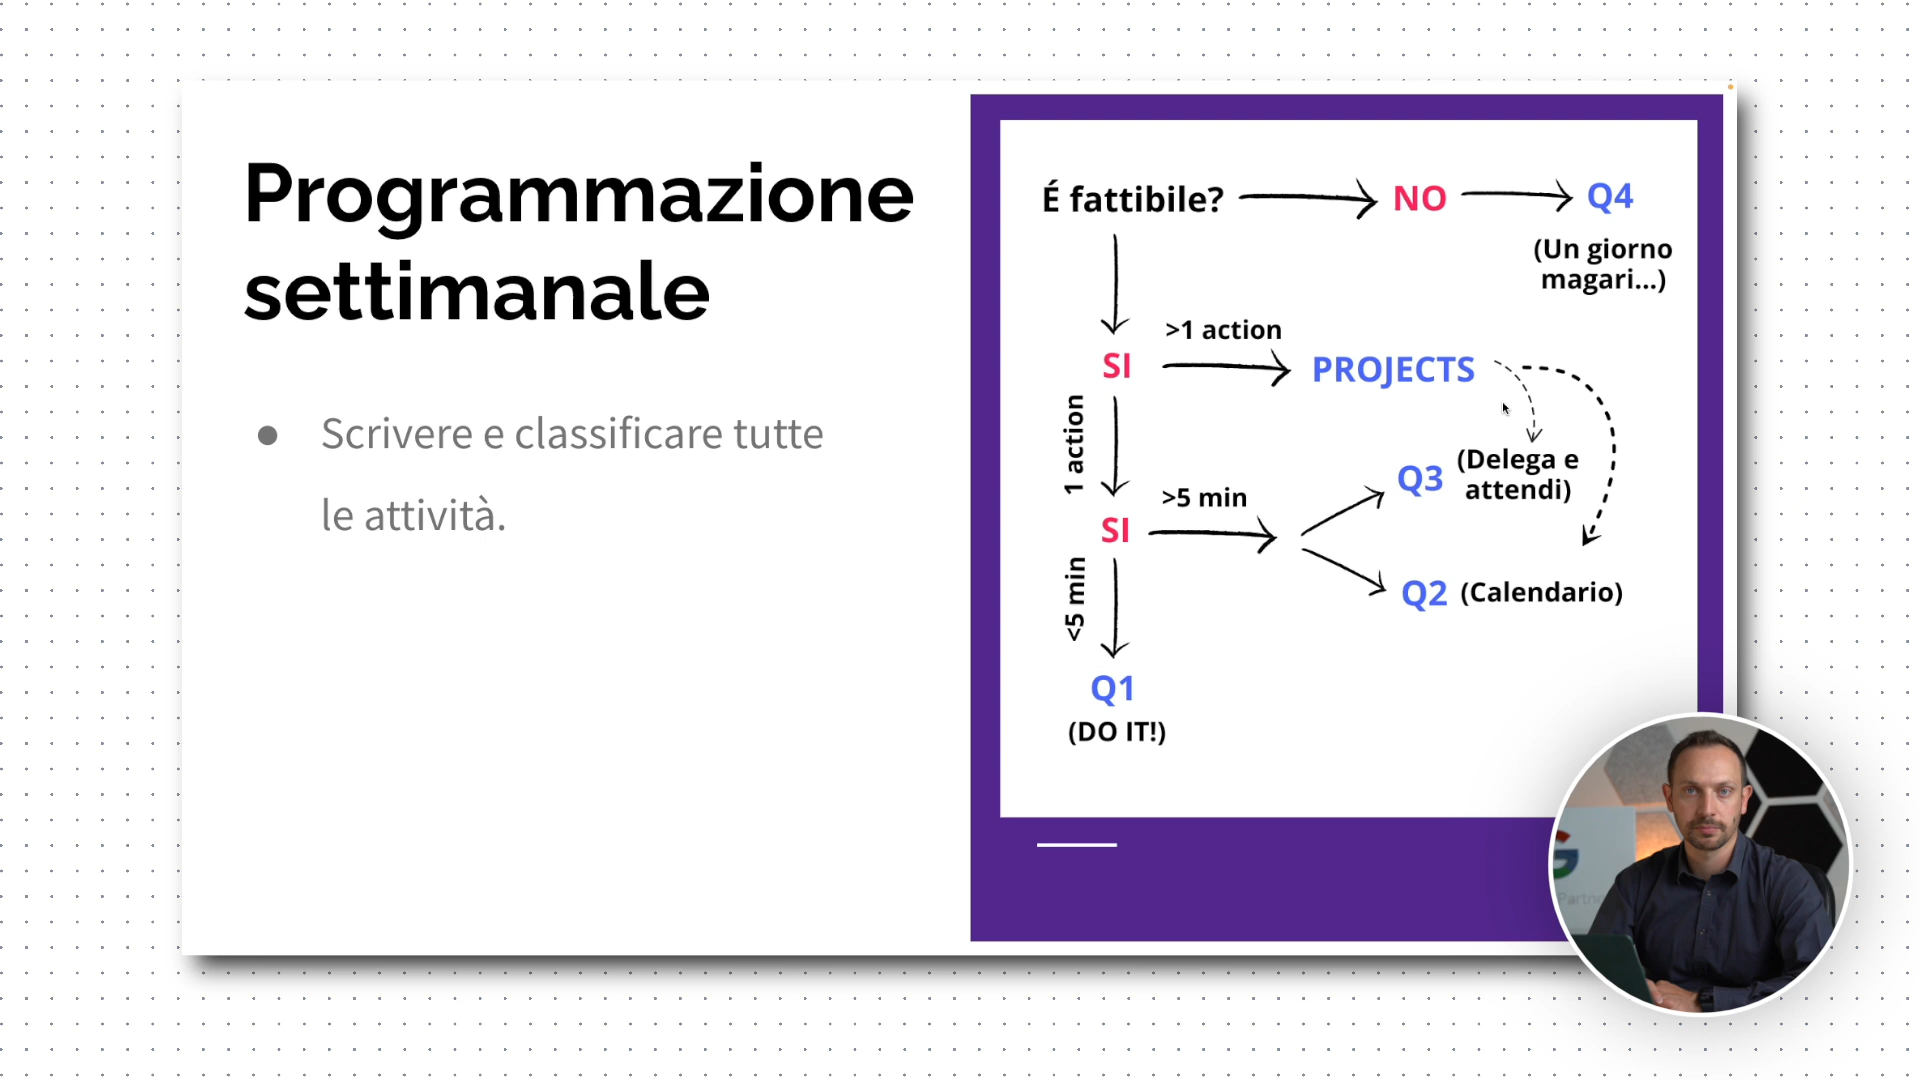 Programmazione
settimanale
● Scrivere e classificare tutte
le attività.
É fattibile? NO Q4
(Un giorno
magari...)
>1 action
SI PROJECTS
1 action
(Delega e
attendi)
Q3
>5 min
SI
Q2 (Calendario)
<5 min
Q1
(DO IT!)
G
Partne